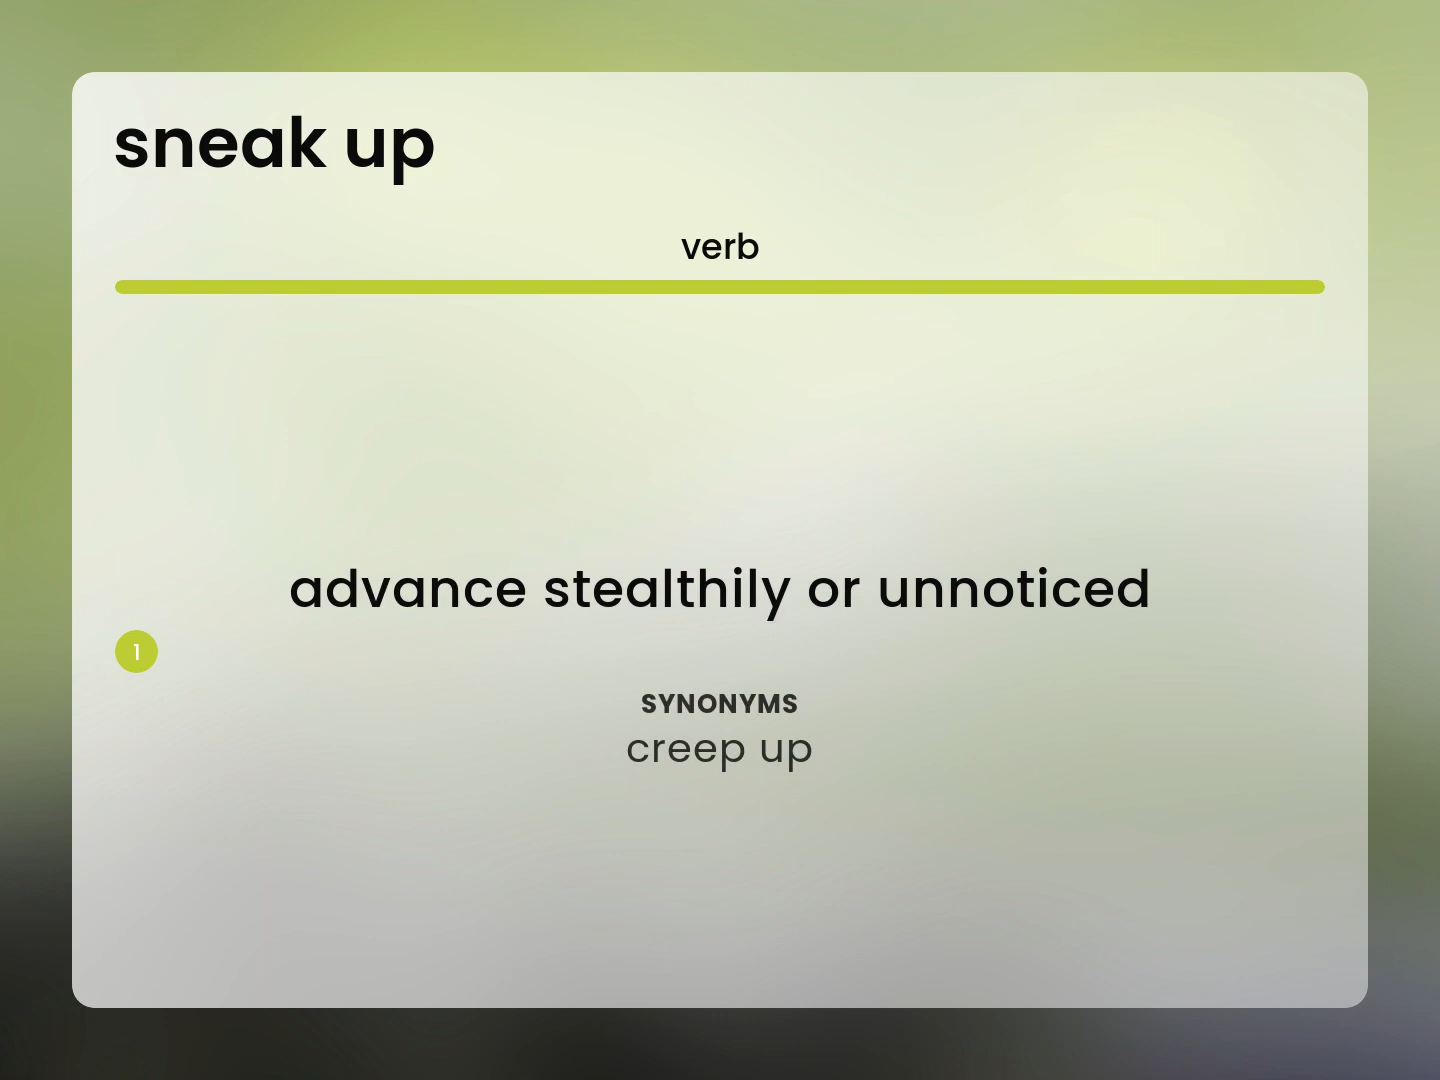 sneak up
verb
advance stealthily or unnoticed
1
SYNONYMS
creep up